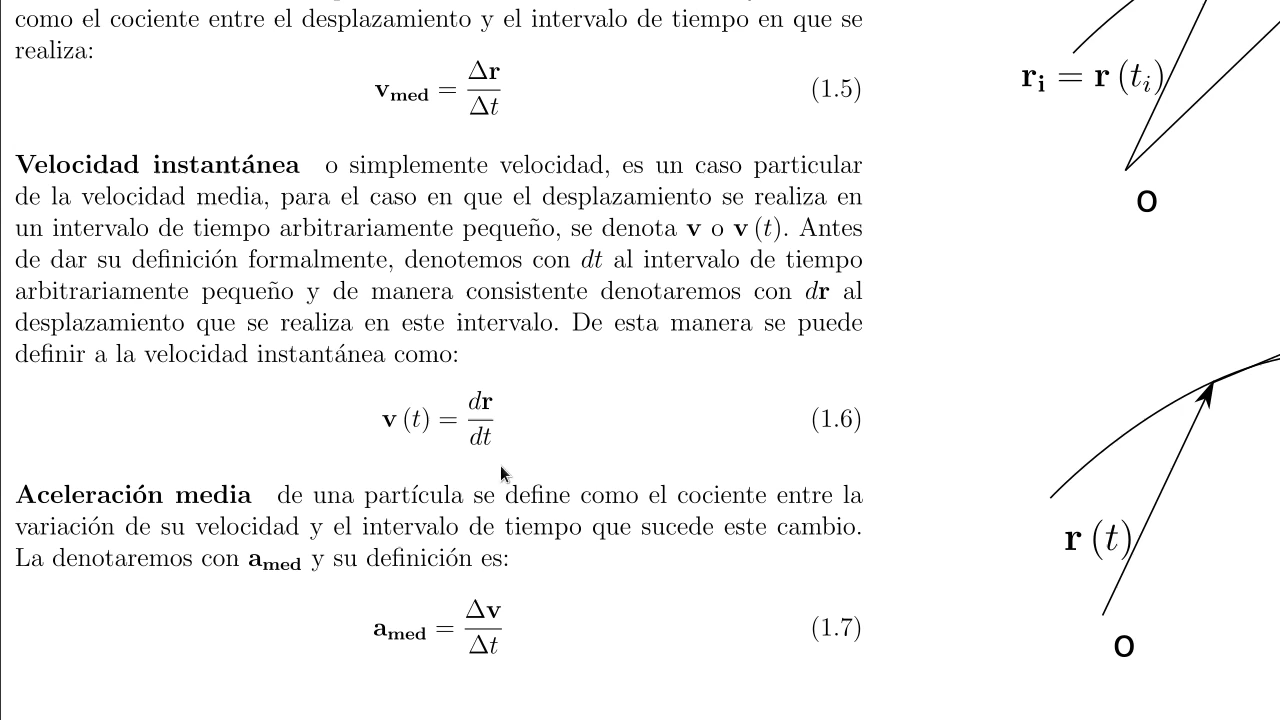 como el cociente entre el desplazamiento y el intervalo de tiempo en que se
realiza:
v_med = Δr/Δt (1.5)
Velocidad instantánea o simplemente velocidad, es un caso particular
de la velocidad media, para el caso en que el desplazamiento se realiza en
un intervalo de tiempo arbitrariamente pequeño, se denota v o v (t). Antes
de dar su definición formalmente, denotemos con dt al intervalo de tiempo
arbitrariamente pequeño y de manera consistente denotaremos con dr al
desplazamiento que se realiza en este intervalo. De esta manera se puede
definir a la velocidad instantánea como:
v (t) = dr/dt (1.6)
Aceleración media de una partícula se define como el cociente entre la
variación de su velocidad y el intervalo de tiempo que sucede este cambio.
La denotaremos con a_med y su definición es:
a_med = Δv/Δt (1.7)
r_i = r (t_i)
O
r (t)
O